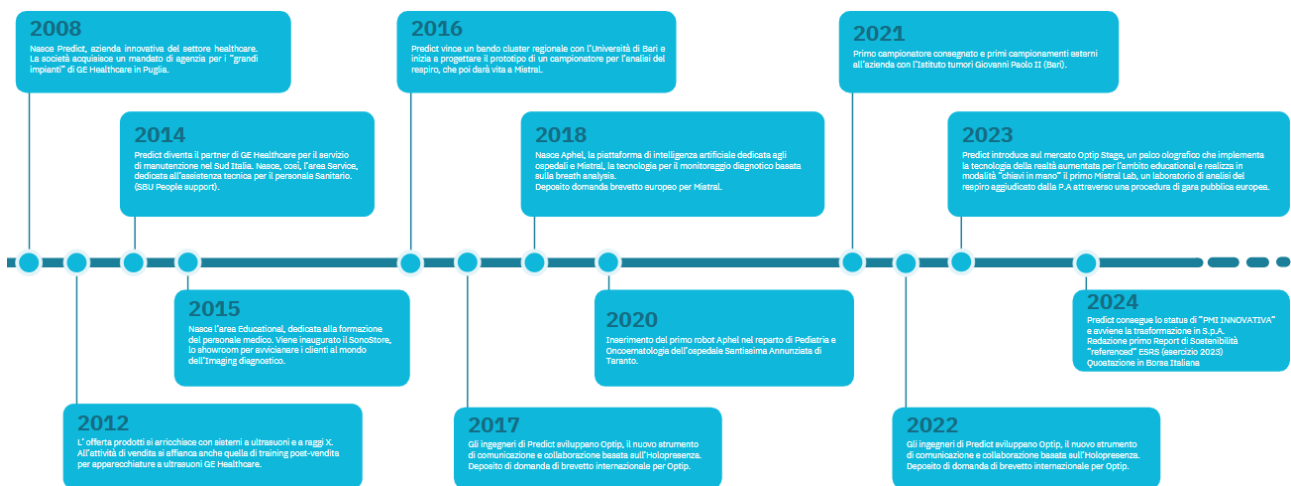 2008
Nasce Predict, azienda innovativa del settore healthcare.
La società acquisisce un mandato di agenzia per i "grandi
impianti" di GE Healthcare in Puglia.
2016
Predict vince un bando cluster regionale con l'Università di Bari e
inizia a progettare il prototipo di un campionatore per l'analisi del
respiro, che poi darà vita a Mistral.
2021
Primo campionatore consegnato e primi campionamenti esterni
all'azienda con l'Istituto tumori Giovanni Paolo II (Bari).
2014
Predict diventa il partner di GE Healthcare per il servizio
di manutenzione nel Sud Italia. Nasce, così, l'area Service,
dedicata all'assistenza tecnica per il personale Sanitario.
(SBU People support).
2018
Nasce Aphel, la piattaforma di intelligenza artificiale dedicata agli
ospedali e Mistral, la tecnologia per il monitoraggio diagnotico basata
sulla breath analysis.
Deposito domanda brevetto europeo per Mistral.
2023
Predict introduce sul mercato Optip Stage, un palco olografico che implementa
la tecnologia della realtà aumentata per l'ambito educational e realizza in
modalità "chiavi in mano" il primo Mistral Lab, un laboratorio di analisi del
respiro aggiudicato dalla P.A attraverso una procedura di gara pubblica europea.
2015
Nasce l'area Educational, dedicata alla formazione
del personale medico. Viene inaugurato il SonoStore,
lo showroom per avvicianare i clienti al mondo
dell'Imaging diagnostico.
2020
Inserimento del primo robot Aphel nel reparto di Pediatria e
Oncoematologia dell'ospedale Santissima Annunziata di
Taranto.
2024
Predict consegue lo status di "PMI INNOVATIVA"
e avviene la trasformazione in S.p.A.
Redazione primo Report di Sostenibilità
"referenced" ESRS (esercizio 2023)
Quoatazione in Borsa Italiana
2012
L' offerta prodotti si arricchisce con sistemi a ultrasuoni e a raggi X.
All'attività di vendita si affianca anche quella di training post-vendita
per apparecchiature a ultrasuoni GE Healthcare.
2017
Gli ingegneri di Predict sviluppano Optip, il nuovo strumento
di comunicazione e collaborazione basata sull'Holopresenza.
Deposito di domanda di brevetto internazionale per Optip.
2022
Gli ingegneri di Predict sviluppano Optip, il nuovo strumento
di comunicazione e collaborazione basata sull'Holopresenza.
Deposito di domanda di brevetto internazionale per Optip.